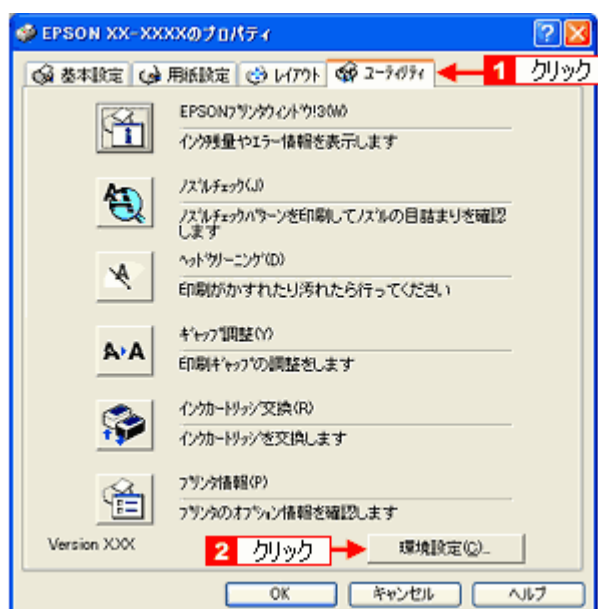 EPSON XX-XXXXのプロパティ
基本設定 用紙設定 レイアウト ユーティリティ 1 クリック
EPSONプリンタウィンドウ!3(W)
インク残量やエラー情報を表示します
ノズルチェック(J)
ノズルチェックパターンを印刷してノズルの目詰まりを確認
します
ヘッドクリーニング(D)
印刷がかすれたり汚れたら行ってください
ギャップ調整(Y)
印刷ギャップの調整をします
インクカートリッジ交換(R)
インクカートリッジを交換します
プリンタ情報(P)
プリンタのオプション情報を確認します
Version XXX 2 クリック 環境設定(C)...
OK キャンセル ヘルプ